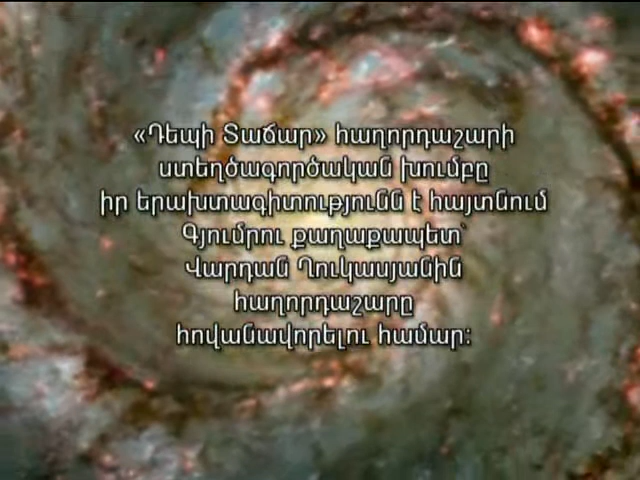 «Դեպի Տաճար» հաղորդաշարի
ստեղծագործական խումբը
իր երախտագիտությունն է հայտնում
Գյումրու քաղաքապետ՝
Վարդան Ղուկասյանին
հաղորդաշարը
հովանավորելու համար: